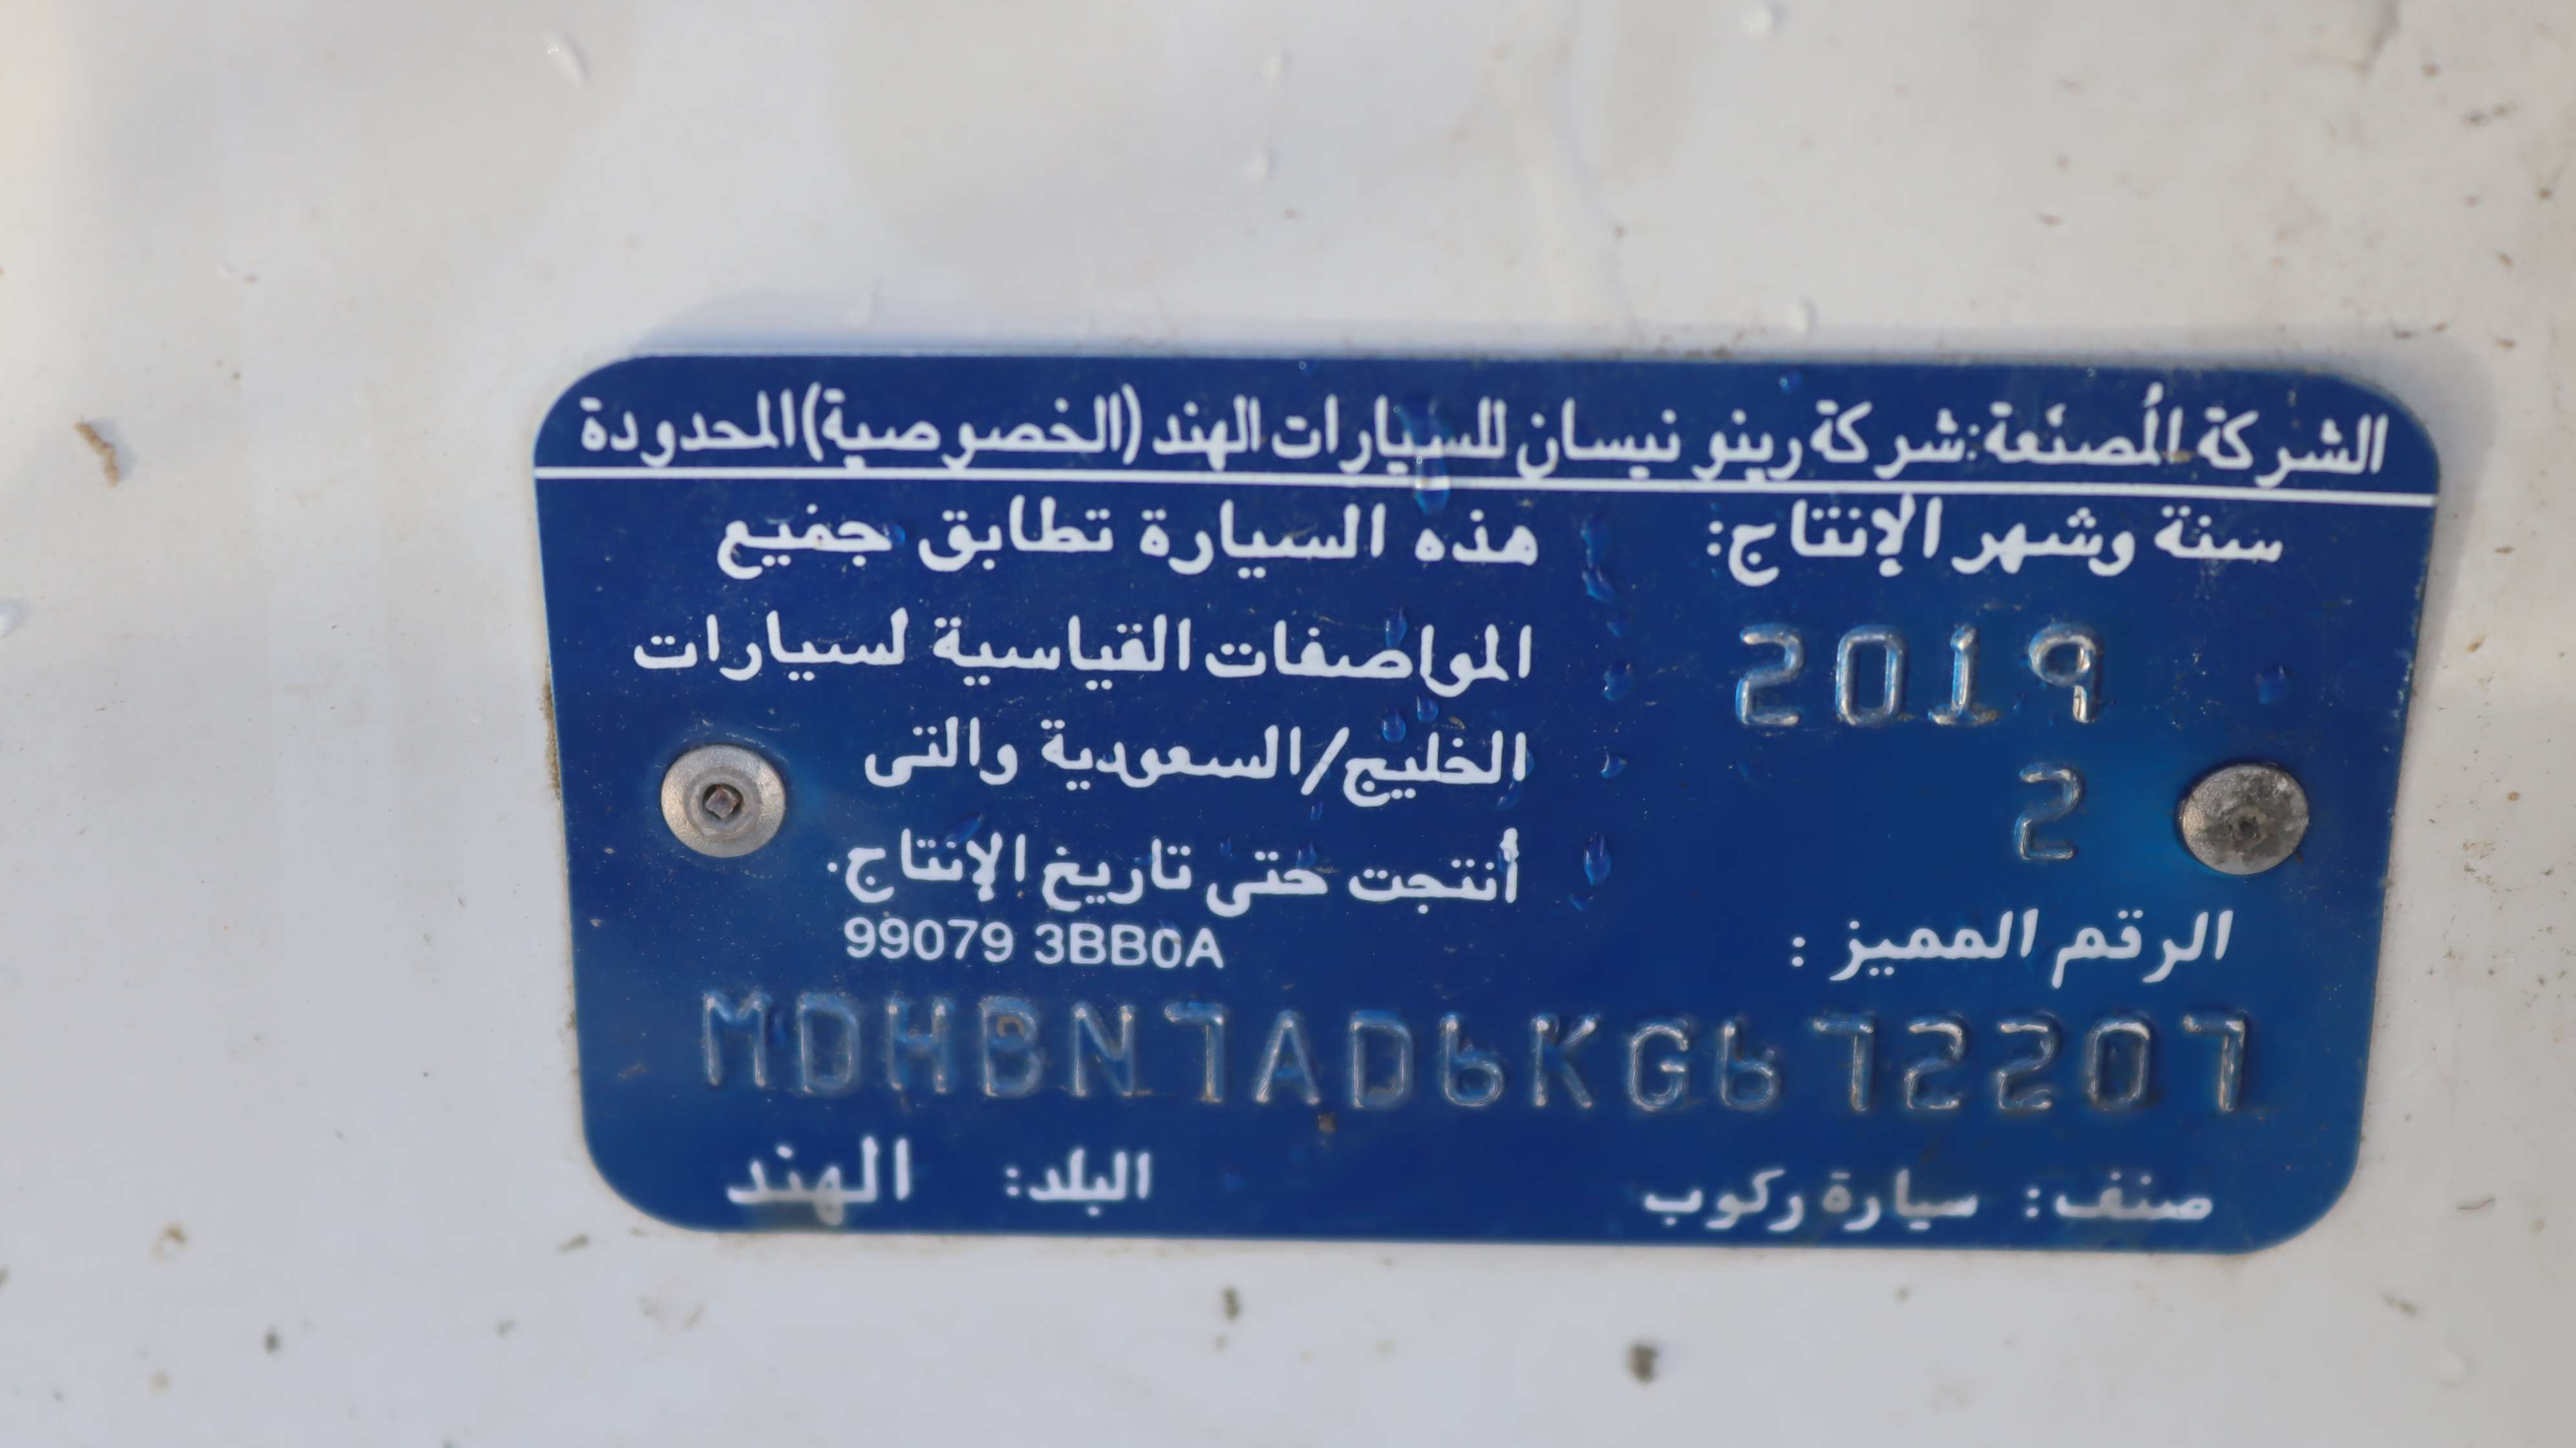 الشركة المُصنَعة:شركة رينو نيسان للسيارات الهند (الخصوصية) المحدودة
سنة وشهر الإنتاج:
2019
2
هذه السيارة تطابق جميع
المواصفات القياسية لسيارات
الخليج/السعودية والتى
أنتجت حتى تاريخ الإنتاج.
99079 3BB0A
الرقم المميز :
MDHBN7AD6KG672207
صنف: سيارة ركوب
البلد: الهند